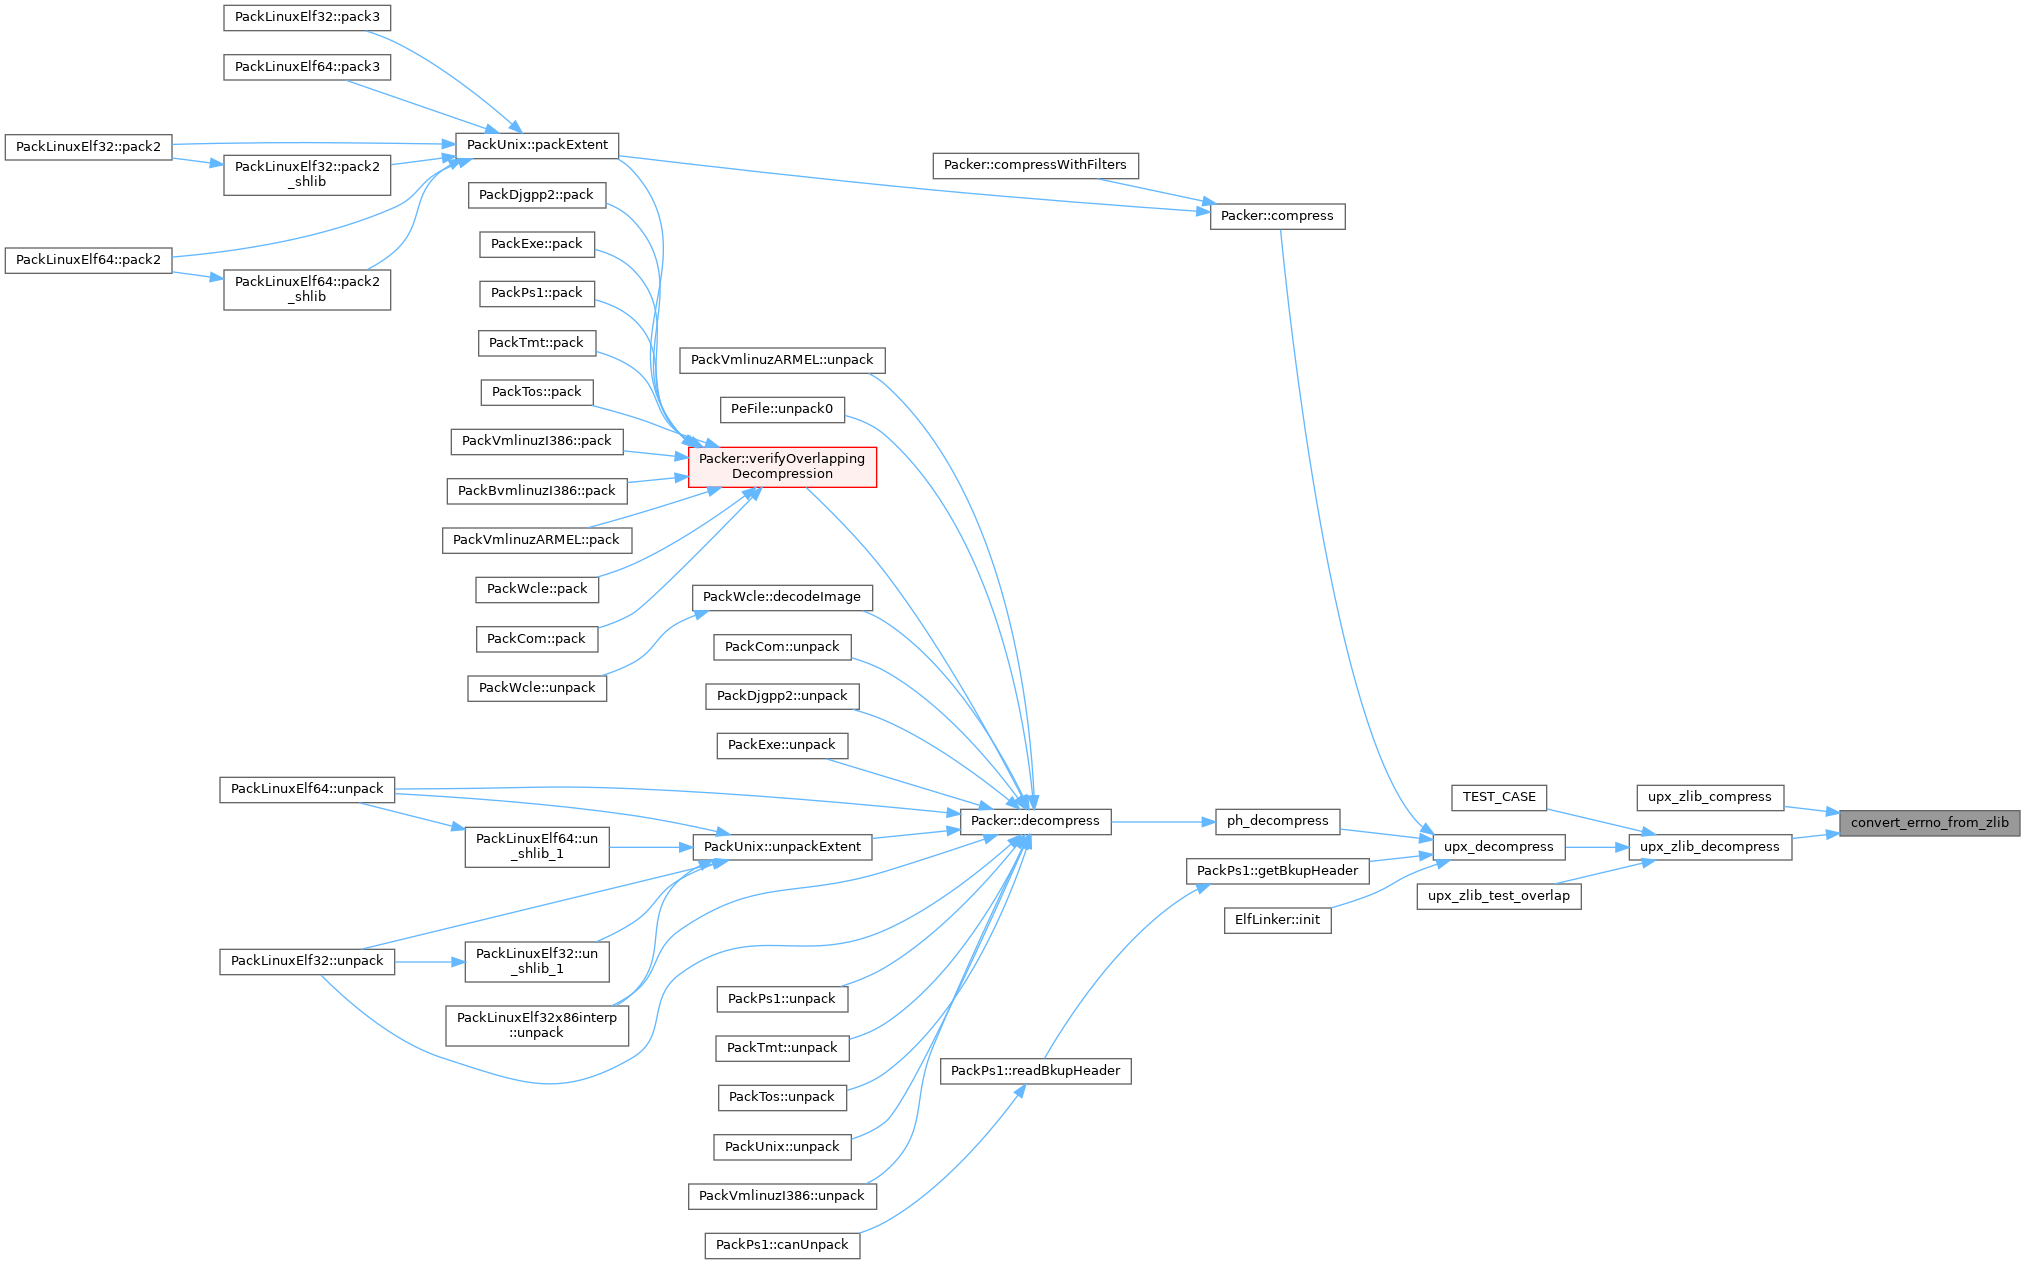 PackLinuxElf32::pack3
PackLinuxElf64::pack3
PackLinuxElf32::pack2
PackLinuxElf32::pack2
_shlib
PackLinuxElf64::pack2
PackLinuxElf64::pack2
_shlib
PackUnix::packExtent
PackDjgpp2::pack
PackExe::pack
PackPs1::pack
PackTmt::pack
PackTos::pack
PackVmlinuzI386::pack
PackBvmlinuzI386::pack
PackVmlinuzARMEL::pack
PackWcle::pack
PackCom::pack
PackWcle::unpack
PackLinuxElf64::unpack
PackLinuxElf64::un
_shlib_1
PackLinuxElf32::unpack
PackLinuxElf32::un
_shlib_1
PackLinuxElf32x86interp
::unpack
PackVmlinuzARMEL::unpack
PeFile::unpack0
Packer::verifyOverlapping
Decompression
PackWcle::decodeImage
PackCom::unpack
PackDjgpp2::unpack
PackExe::unpack
PackUnix::unpackExtent
PackPs1::unpack
PackTmt::unpack
PackTos::unpack
PackUnix::unpack
PackVmlinuzI386::unpack
PackPs1::canUnpack
Packer::compressWithFilters
Packer::compress
Packer::decompress
ph_decompress
PackPs1::getBkupHeader
ElfLinker::init
PackPs1::readBkupHeader
TEST_CASE
upx_decompress
upx_zlib_test_overlap
upx_zlib_compress
upx_zlib_decompress
convert_errno_from_zlib